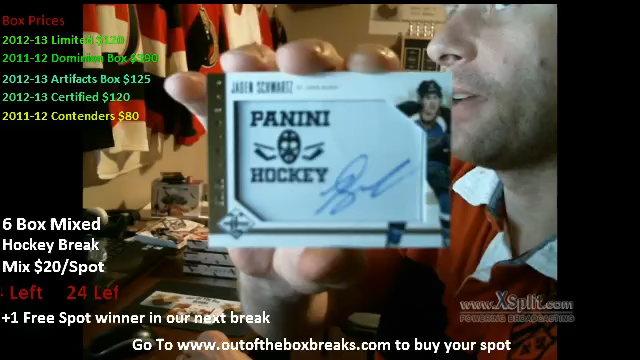 Box Prices
2012-13 Limited $120
2011-12 Dominion Box $290
2012-13 Artifacts Box $125
2012-13 Certified $120
2011-12 Contenders $80
JADEN SCHWARTZ
PANINI
HOCKEY
6 Box Mixed
Hockey Break
Mix $20/Spot
Left 24 Lef
+1 Free Spot winner in our next break
www.XSplit.com
POWERING BROADCASTING
Go To www.outoftheboxbreaks.com to buy your spot